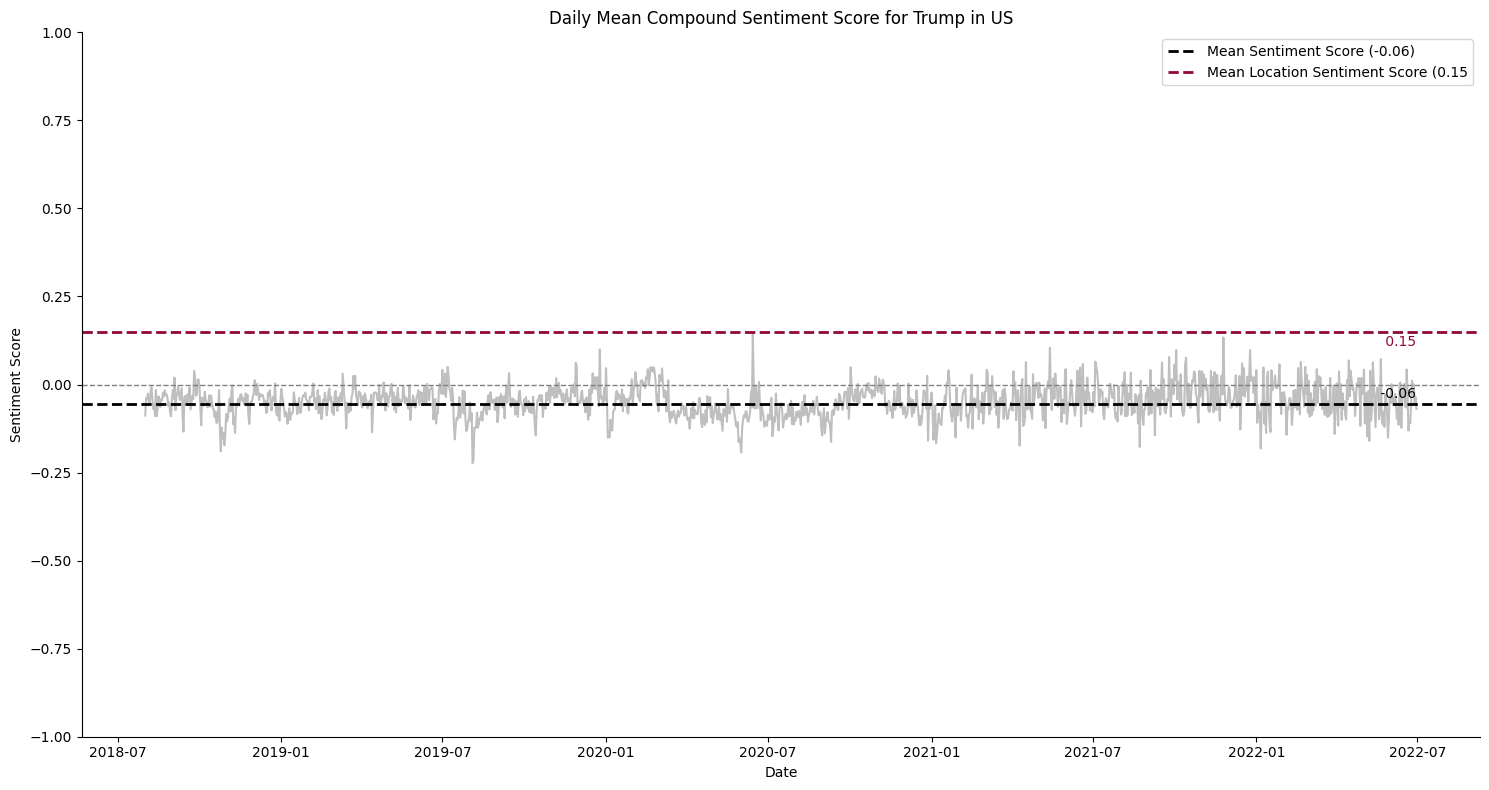 Daily Mean Compound Sentiment Score for Trump in US
1.00
Mean Sentiment Score (-0.06)
Mean Location Sentiment Score (0.15
0.75
0.50
0.25
0.15
Sentiment Score
0.00
-0.06
−0.25
−0.50
−0.75
−1.00
2018-07 2019-01 2019-07 2020-01 2020-07 2021-01 2021-07 2022-01 2022-07
Date